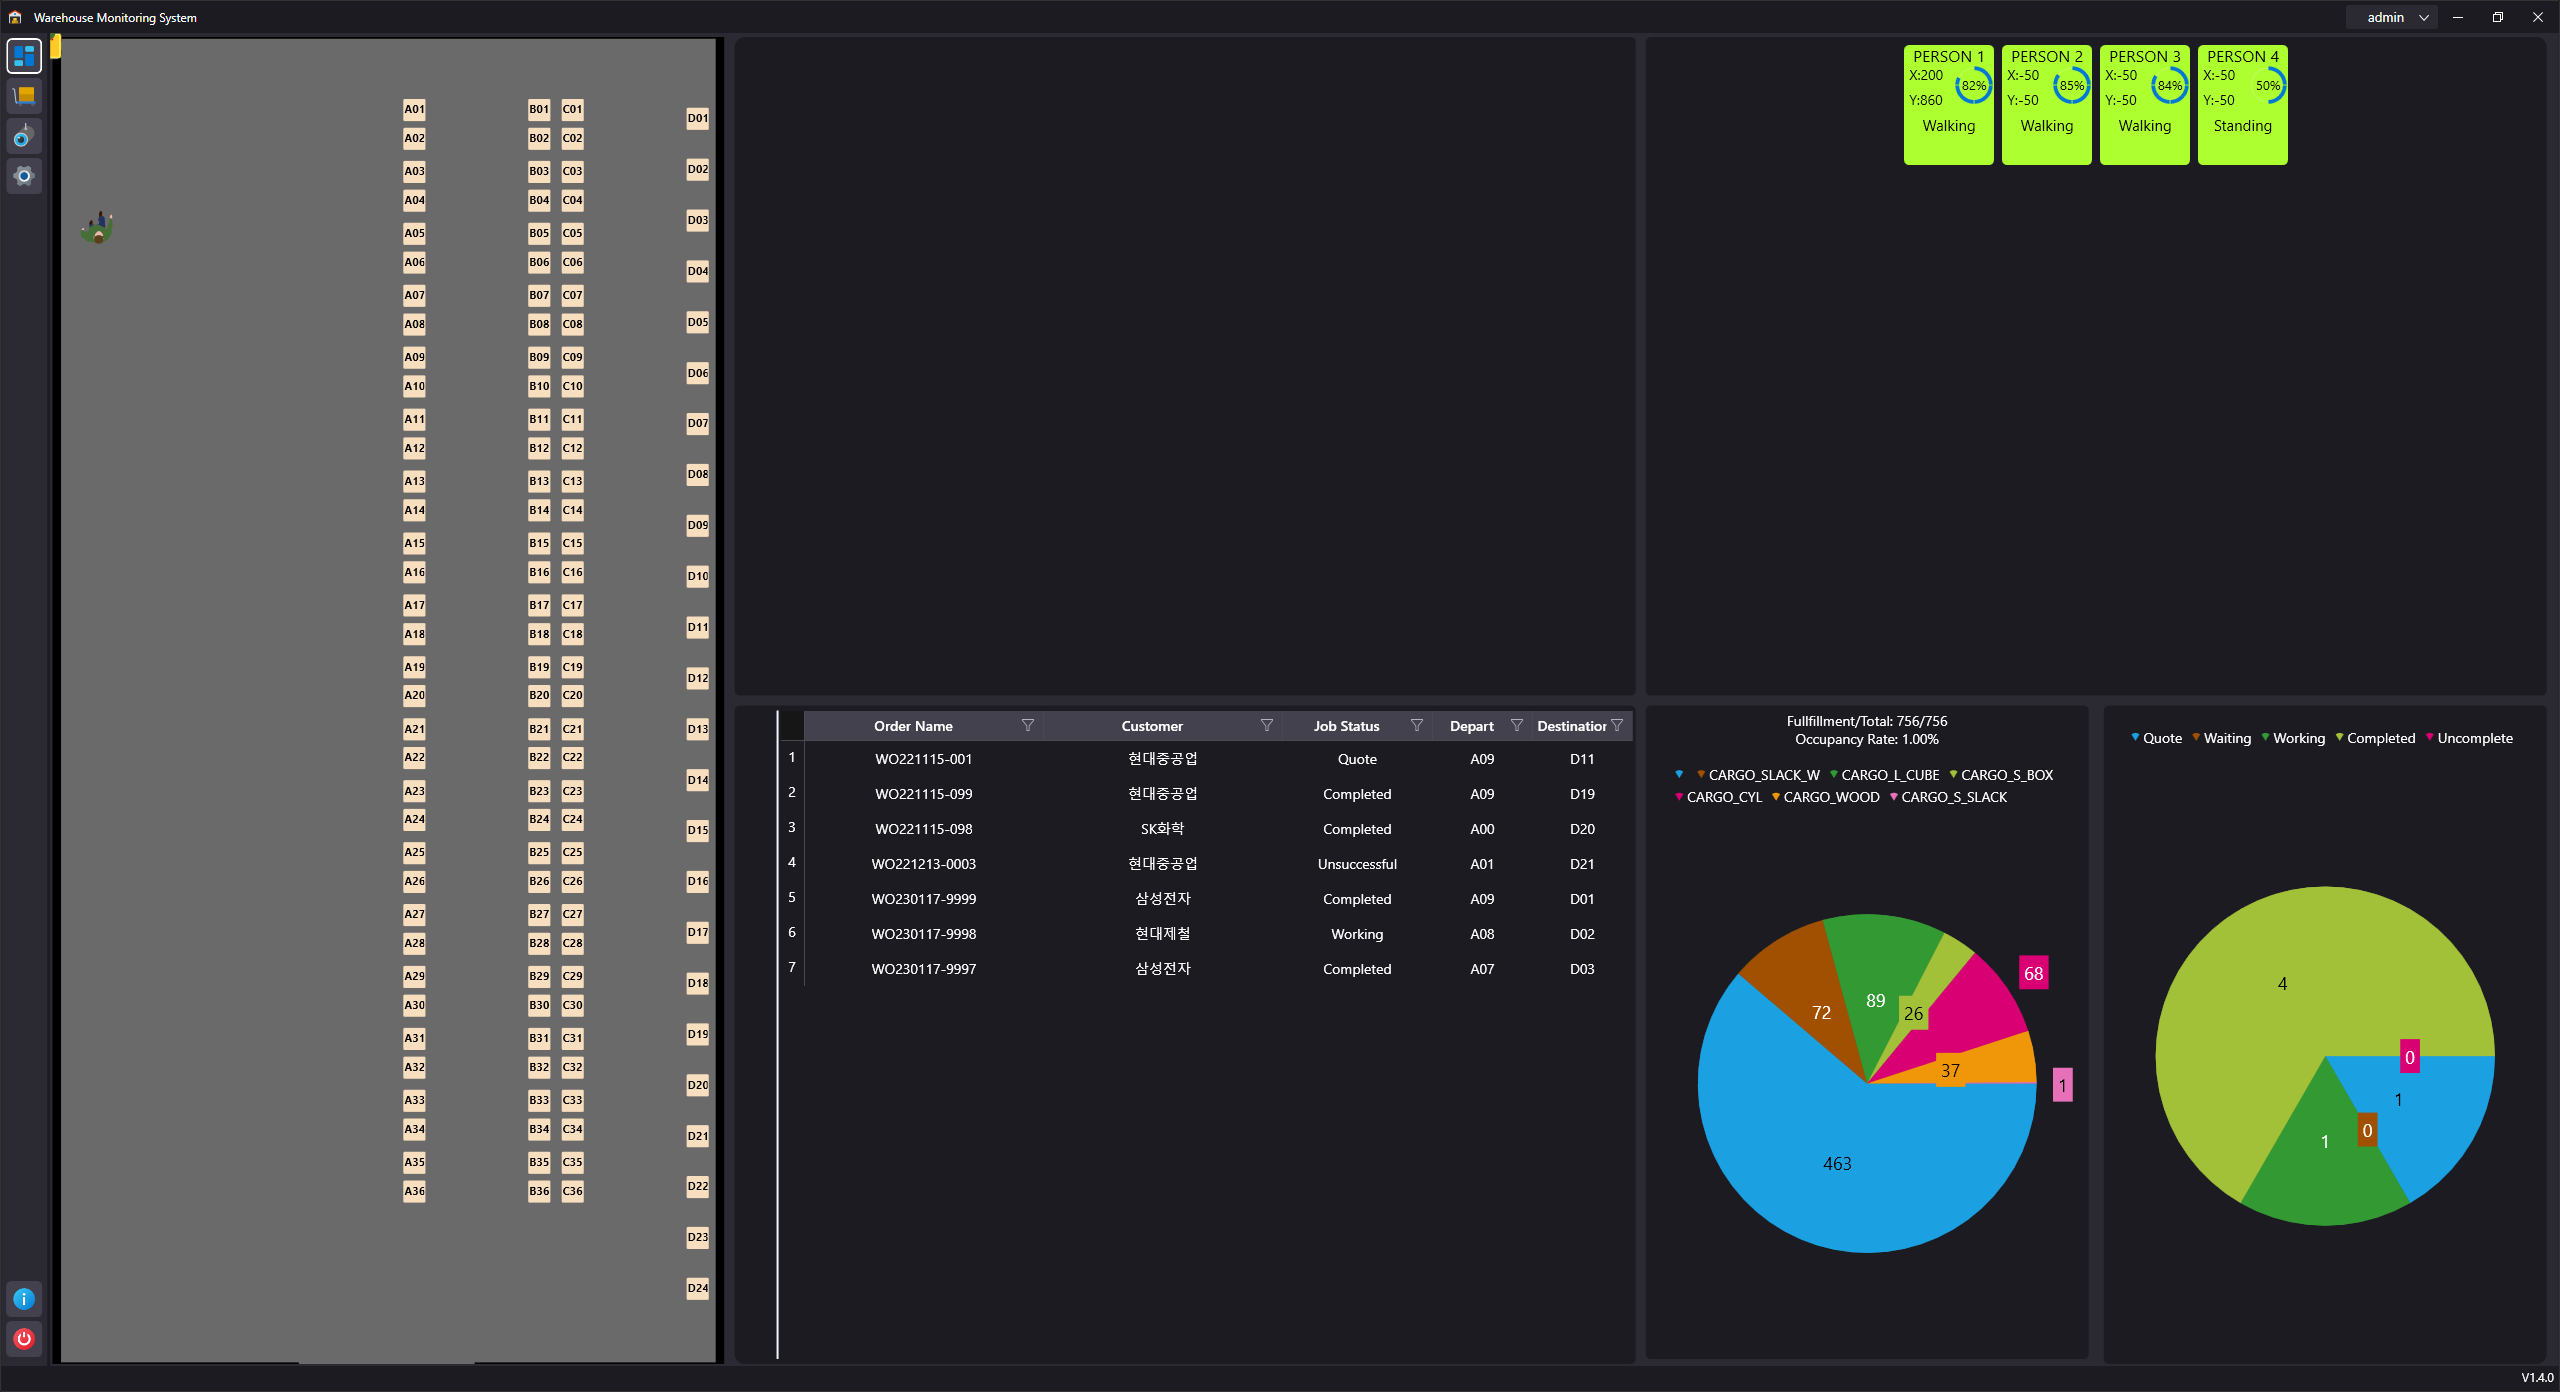 Warehouse Monitoring System
admin
A01 B01 C01
D01
A02 B02 C02
A03 B03 C03
D02
A04 B04 C04
D03
A05 B05 C05
A06 B06 C06
D04
A07 B07 C07
A08 B08 C08
D05
A09 B09 C09
D06
A10 B10 C10
A11 B11 C11
D07
A12 B12 C12
D08
A13 B13 C13
A14 B14 C14
D09
A15 B15 C15
A16 B16 C16
D10
A17 B17 C17
D11
A18 B18 C18
A19 B19 C19
D12
A20 B20 C20
A21 B21 C21
D13
A22 B22 C22
D14
A23 B23 C23
A24 B24 C24
D15
A25 B25 C25
A26 B26 C26
D16
A27 B27 C27
D17
A28 B28 C28
A29 B29 C29
D18
A30 B30 C30
D19
A31 B31 C31
A32 B32 C32
D20
A33 B33 C33
A34 B34 C34
D21
A35 B35 C35
D22
A36 B36 C36
D23
D24
PERSON 1
X:200
82%
Y:860
Walking
PERSON 2
X:-50
85%
Y:-50
Walking
PERSON 3
X:-50
84%
Y:-50
Walking
PERSON 4
X:-50
50%
Y:-50
Standing
Order Name Customer Job Status Depart Destination
1 WO221115-001 현대중공업 Quote A09 D11
2 WO221115-099 현대중공업 Completed A09 D19
3 WO221115-098 SK화학 Completed A00 D20
4 WO221213-0003 현대중공업 Unsuccessful A01 D21
5 WO230117-9999 삼성전자 Completed A09 D01
6 WO230117-9998 현대제철 Working A08 D02
7 WO230117-9997 삼성전자 Completed A07 D03
Fullfillment/Total: 756/756
Occupancy Rate: 1.00%
CARGO_SLACK_W CARGO_L_CUBE CARGO_S_BOX
CARGO_CYL CARGO_WOOD CARGO_S_SLACK
68
89
72
26
37
1
463
Quote Waiting Working Completed Uncomplete
4
0
1
0
1
V1.4.0